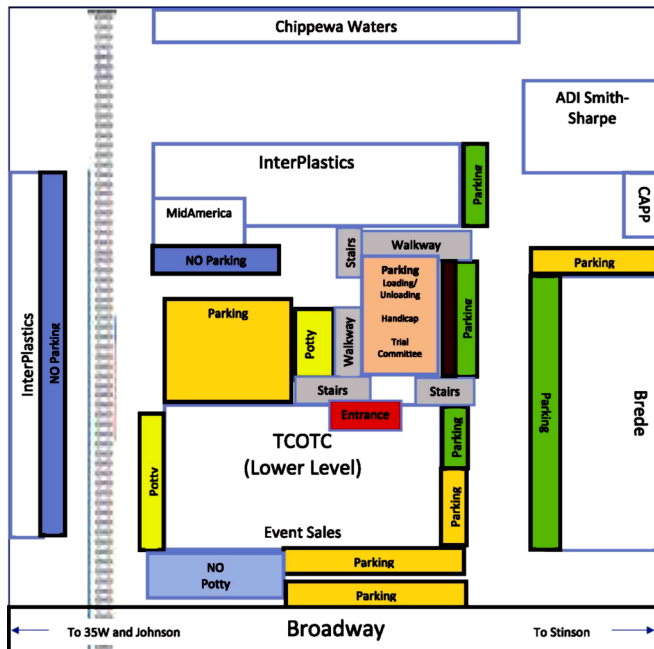 Chippewa Waters
ADI Smith-
Sharpe
InterPlastics
Parking
CAPP
MidAmerica
Stairs
Walkway
NO Parking
Parking
Loading/
Unloading
Handicap
Trial
Committee
Parking
Parking
InterPlastics
NO Parking
Parking
Potty
Walkway
Stairs
Stairs
Entrance
Parking
Brede
TCOTC
(Lower Level)
Potty
Parking
Parking
Event Sales
NO
Potty
Parking
Parking
To 35W and Johnson
Broadway
To Stinson